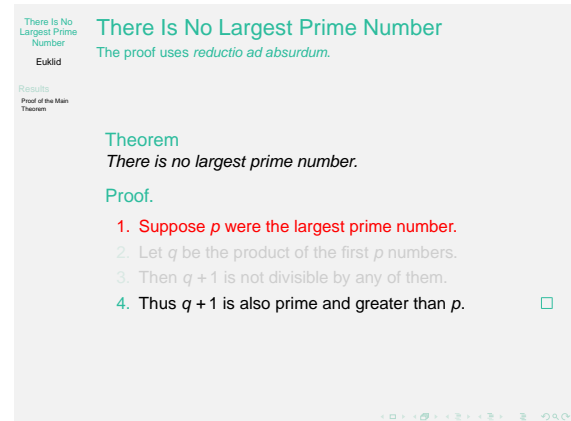 There Is No
Largest Prime
Number
Euklid
Results
Proof of the Main
Theorem
There Is No Largest Prime Number
The proof uses reductio ad absurdum.
Theorem
There is no largest prime number.
Proof.
1. Suppose p were the largest prime number.
2. Let q be the product of the first p numbers.
3. Then q + 1 is not divisible by any of them.
4. Thus q + 1 is also prime and greater than p. □